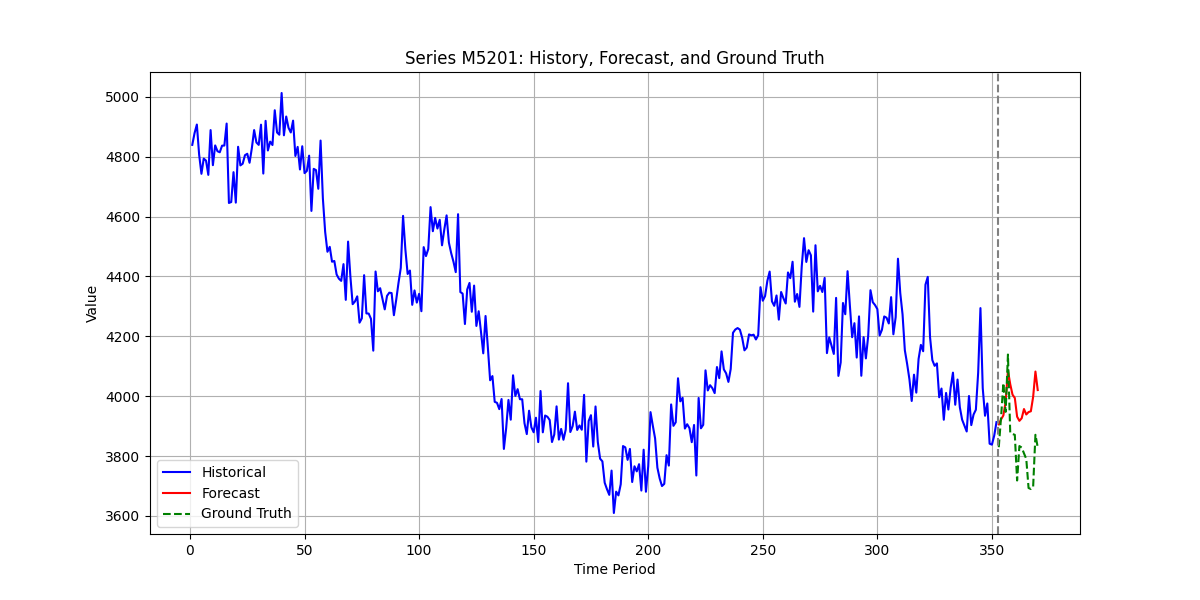 Series M5201: History, Forecast, and Ground Truth
5000
4800
4600
4400
4200
4000
3800
3600
Value
Historical
Forecast
Ground Truth
0 50 100 150 200 250 300 350
Time Period